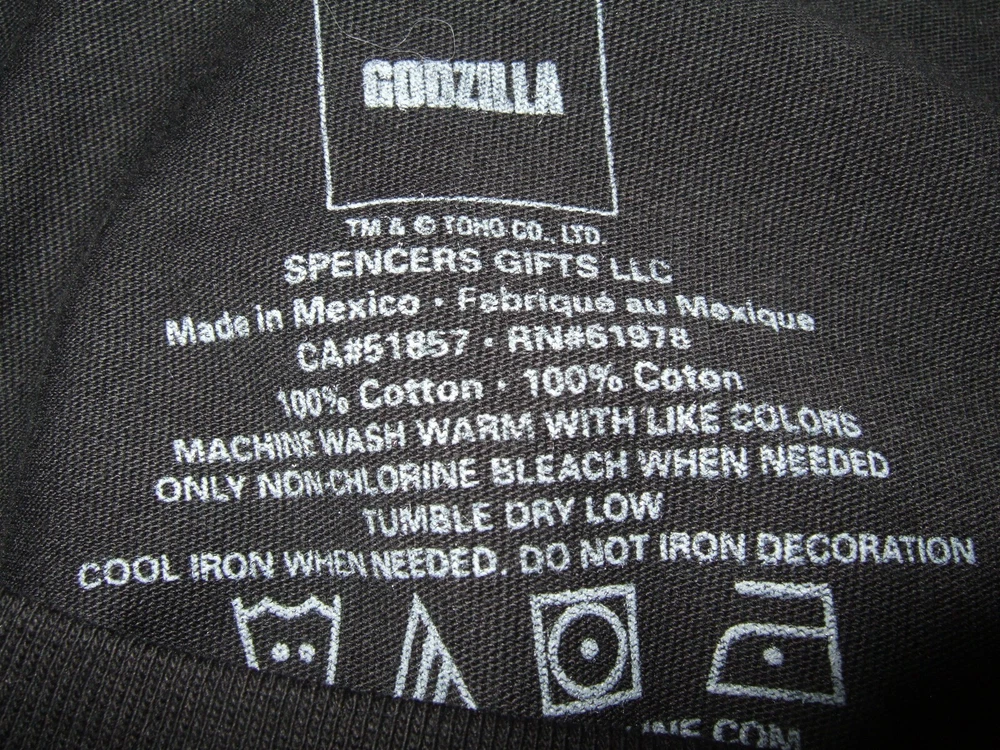 GODZILLA
TM & © TOHO CO., LTD.
SPENCERS GIFTS LLC
Made in Mexico · Fabriqué au Mexique
CA#51857 · RN#61978
100% Cotton · 100% Coton
MACHINE WASH WARM WITH LIKE COLORS
ONLY NON-CHLORINE BLEACH WHEN NEEDED
TUMBLE DRY LOW
COOL IRON WHEN NEEDED. DO NOT IRON DECORATION